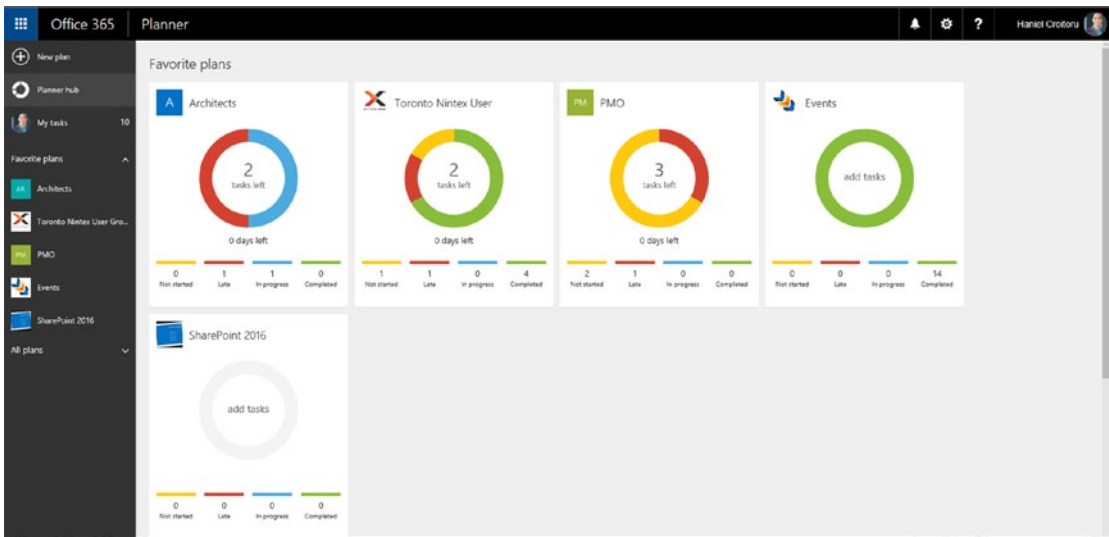 Office 365 Planner ? Haniel Croitoru
New plan
Planner hub
My tasks 10
Favorite plans
AR Architects
Toronto Nintex User Gro...
PM PMO
Events
SharePoint 2016
All plans
Favorite plans
A Architects
2
tasks left
0 days left
0 1 1 0
Not started Late In progress Completed
Toronto Nintex User
2
tasks left
0 days left
1 1 0 4
Not started Late In progress Completed
PM PMO
3
tasks left
0 days left
2 1 0 0
Not started Late In progress Completed
Events
add tasks
0 0 0 14
Not started Late In progress Completed
SharePoint 2016
add tasks
0 0 0 0
Not started Late In progress Completed